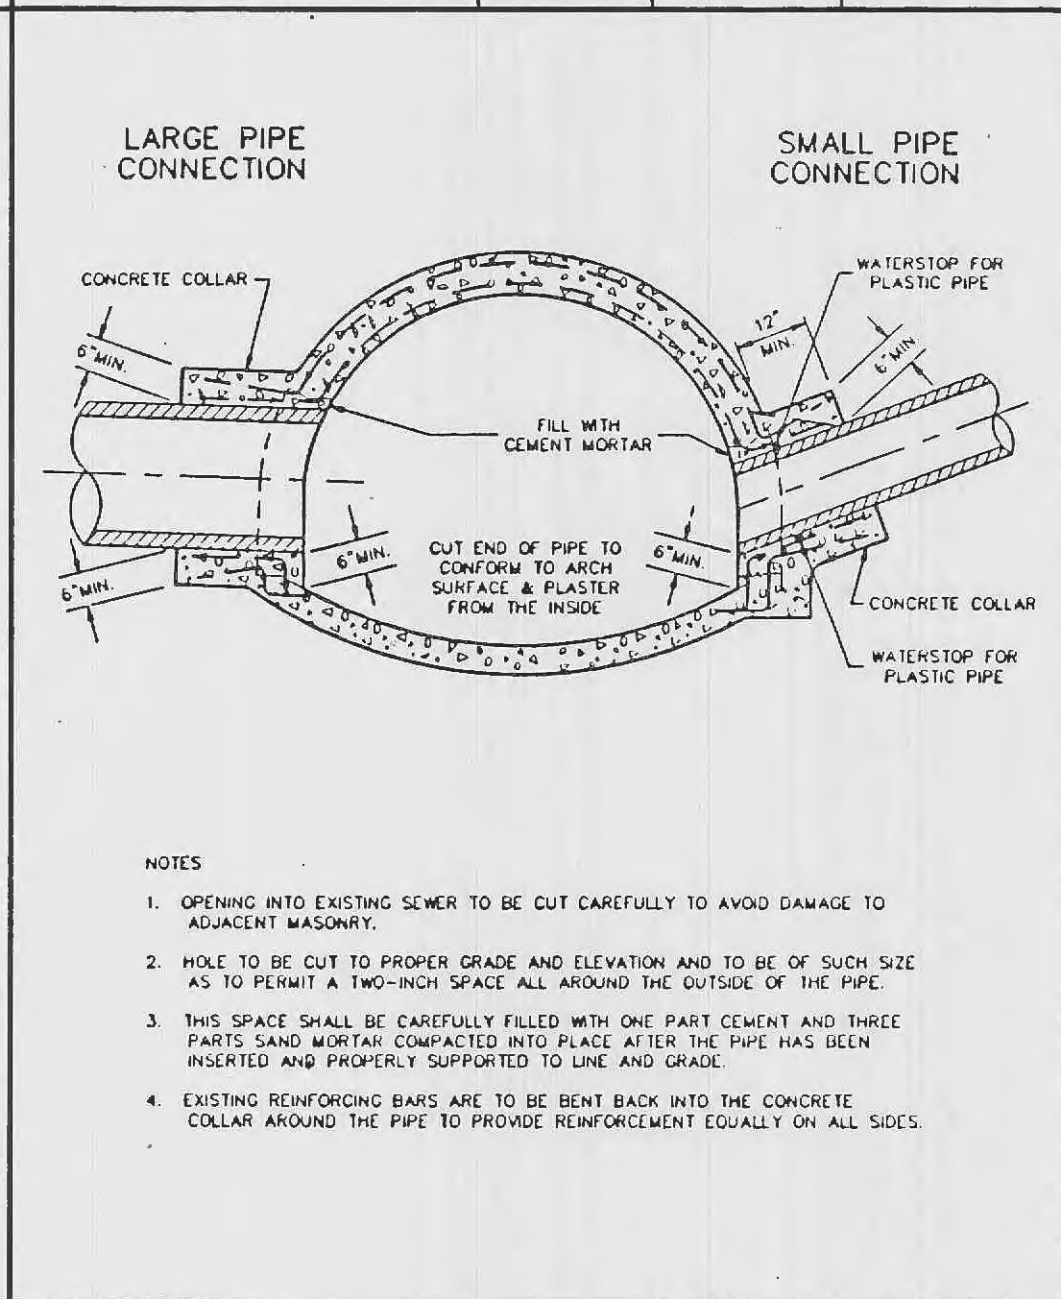 LARGE PIPE
CONNECTION
SMALL PIPE
CONNECTION
CONCRETE COLLAR
WATERSTOP FOR
PLASTIC PIPE
12"
MIN.
6"MIN.
6"MIN.
FILL WITH
CEMENT MORTAR
6"MIN.
6"MIN.
CUT END OF PIPE TO
CONFORM TO ARCH
SURFACE & PLASTER
FROM THE INSIDE
6"MIN.
CONCRETE COLLAR
WATERSTOP FOR
PLASTIC PIPE
NOTES
1. OPENING INTO EXISTING SEWER TO BE CUT CAREFULLY TO AVOID DAMAGE TO
ADJACENT MASONRY.
2. HOLE TO BE CUT TO PROPER GRADE AND ELEVATION AND TO BE OF SUCH SIZE
AS TO PERMIT A TWO-INCH SPACE ALL AROUND THE OUTSIDE OF THE PIPE.
3. THIS SPACE SHALL BE CAREFULLY FILLED WITH ONE PART CEMENT AND THREE
PARTS SAND MORTAR COMPACTED INTO PLACE AFTER THE PIPE HAS BEEN
INSERTED AND PROPERLY SUPPORTED TO LINE AND GRADE.
4. EXISTING REINFORCING BARS ARE TO BE BENT BACK INTO THE CONCRETE
COLLAR AROUND THE PIPE TO PROVIDE REINFORCEMENT EQUALLY ON ALL SIDES.